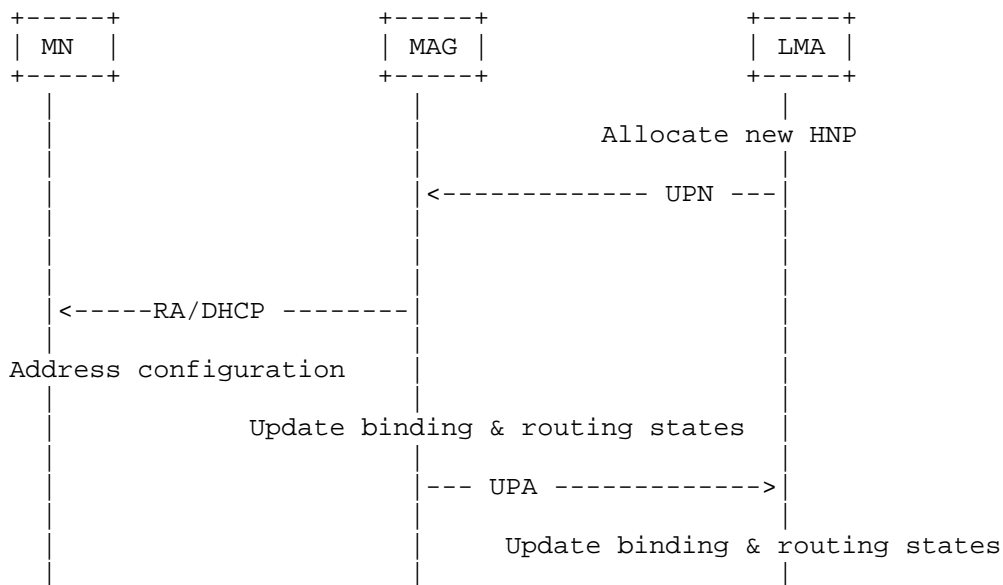 MN MAG LMA
Allocate new HNP
UPN
RA/DHCP
Address configuration
Update binding & routing states
UPA
Update binding & routing states